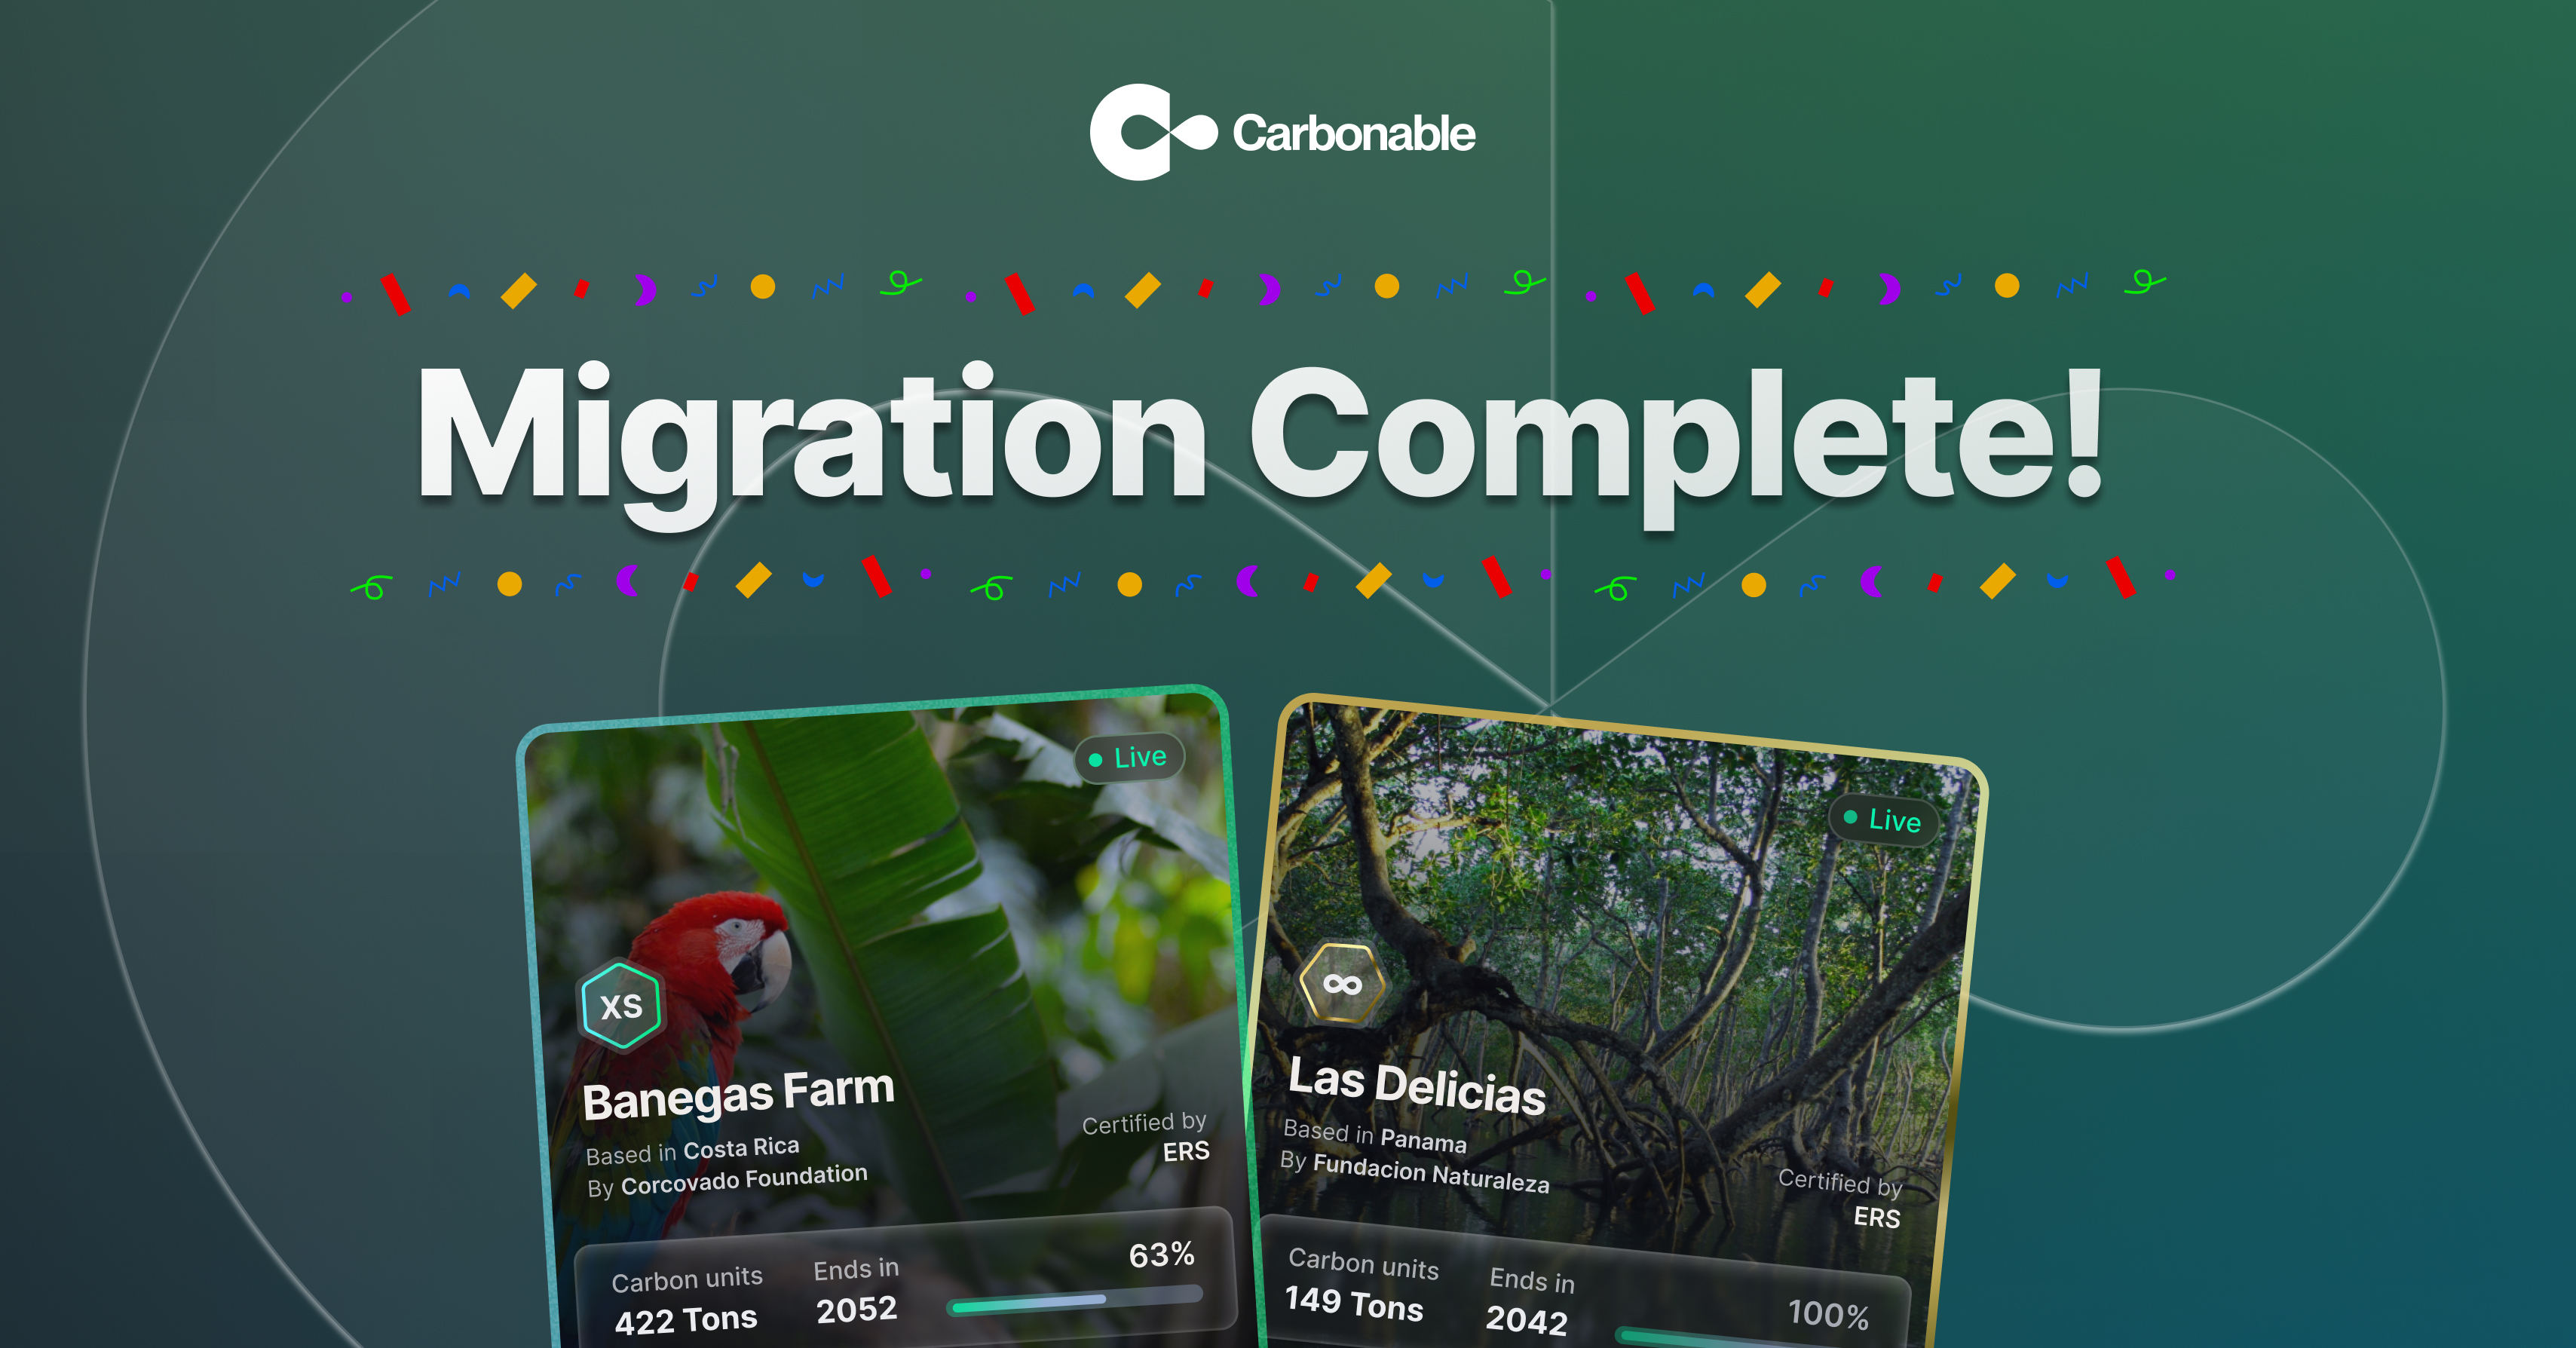 Carbonable
Migration Complete!
Live
XS
Banegas Farm
Based in Costa Rica
By Corcovado Foundation
Certified by
ERS
Carbon units
422 Tons
Ends in
2052
63%
Live
∞
Las Delicias
Based in Panama
By Fundacion Naturaleza
Certified by
ERS
Carbon units
149 Tons
Ends in
2042
100%